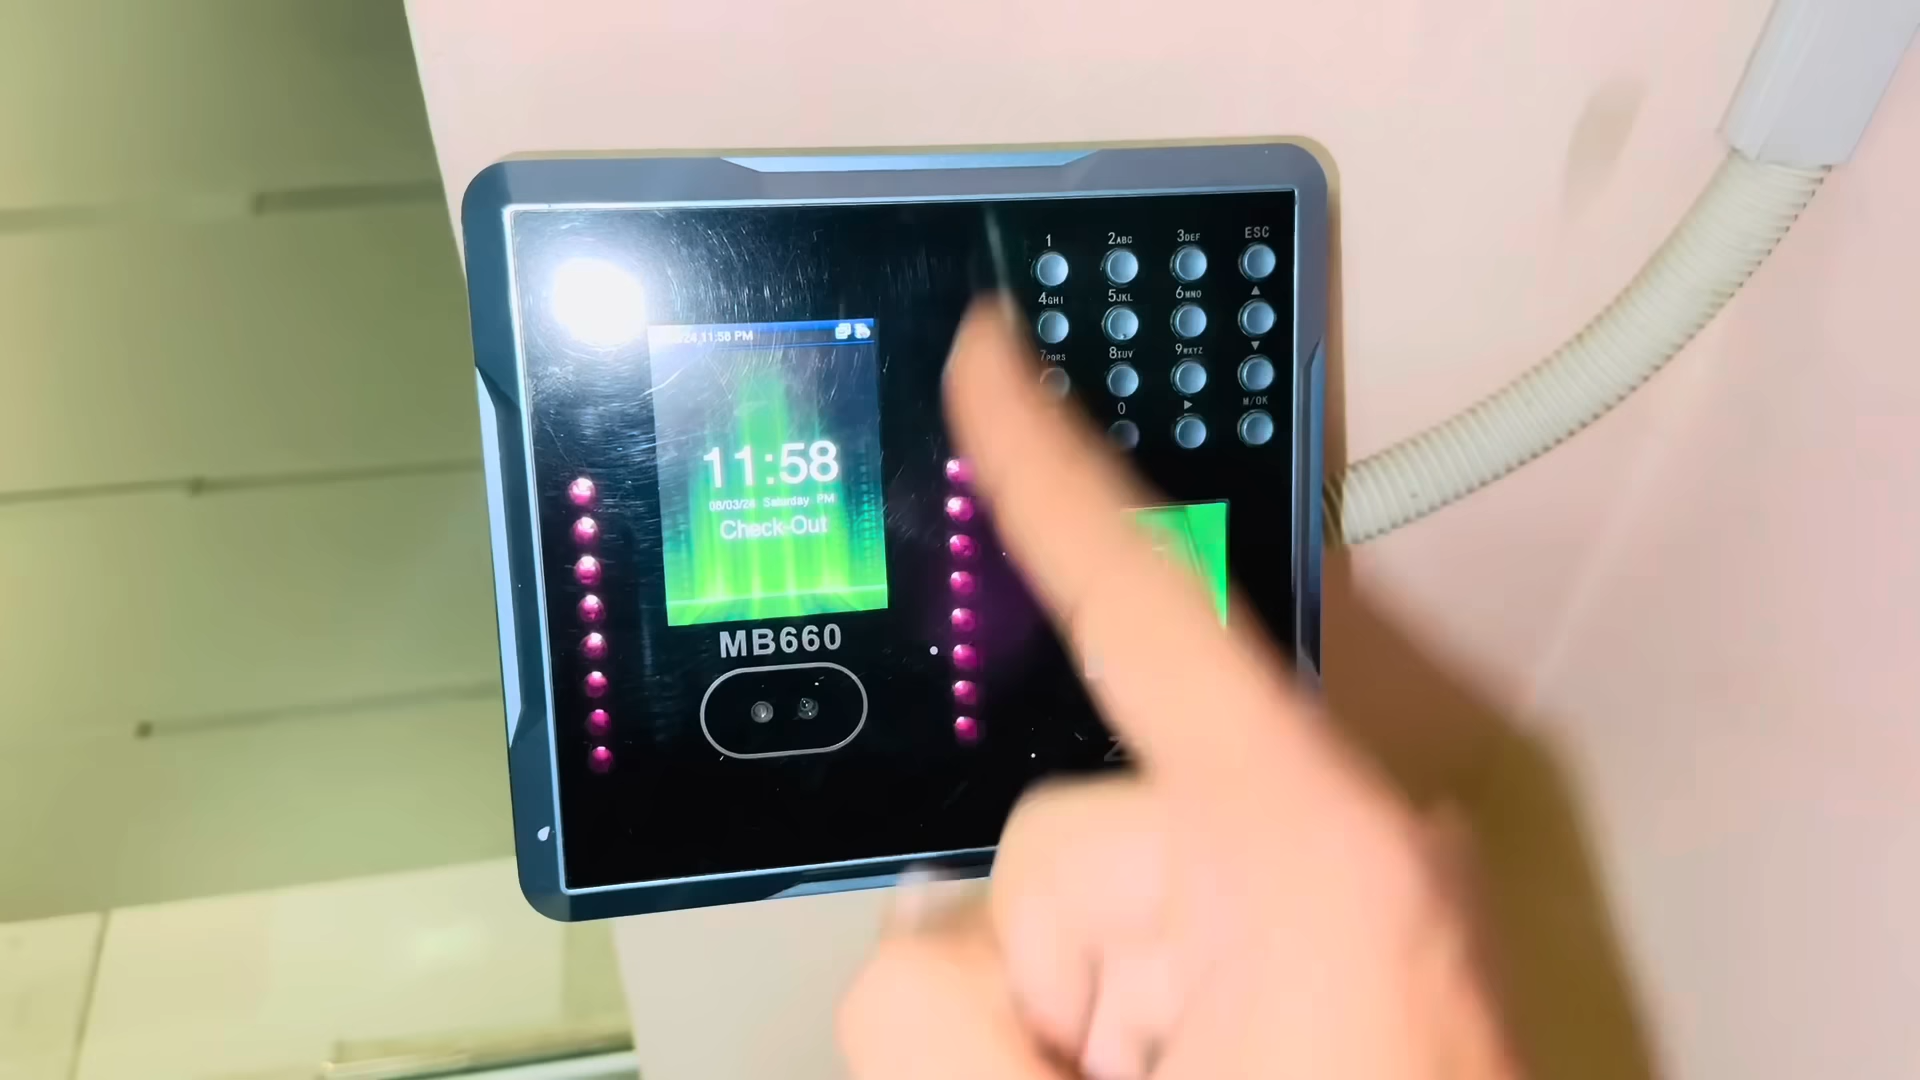 1 2ABC 3DEF ESC
4GHI 5JKL 6MNO
7PQRS 8TUV 9WXYZ
0 M/OK
11:58 PM
11:58
08/03/24 Saturday PM
Check-Out
MB660